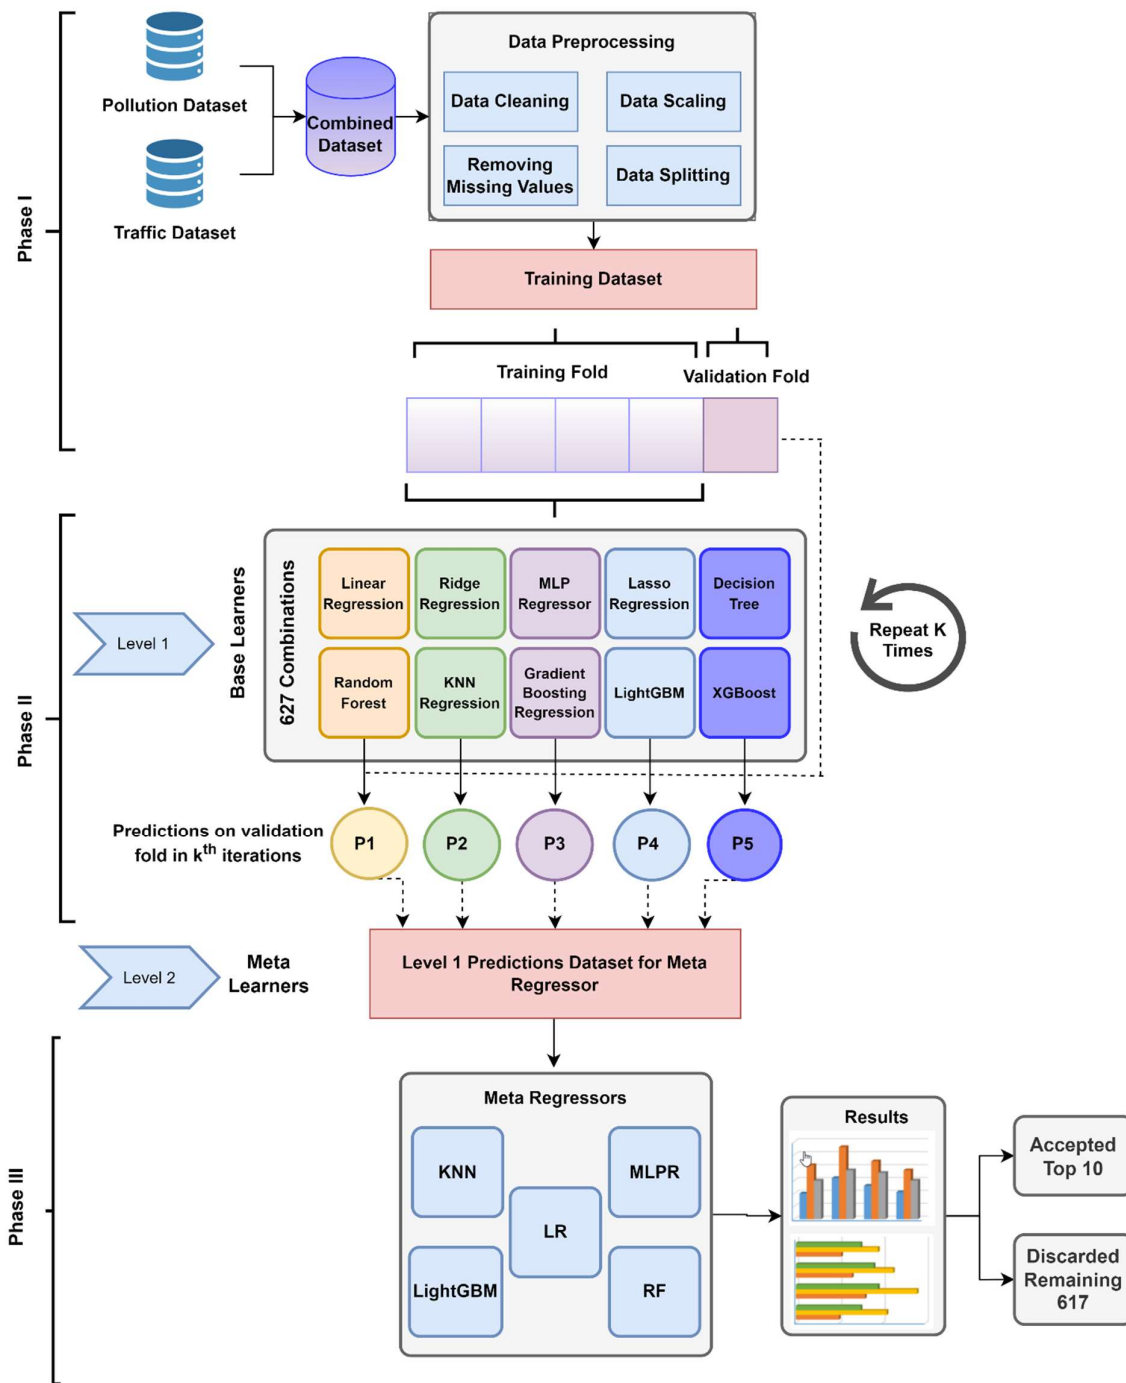 Phase I
Pollution Dataset
Traffic Dataset
Combined
Dataset
Data Preprocessing
Data Cleaning
Data Scaling
Removing
Missing Values
Data Splitting
Training Dataset
Training Fold
Validation Fold
Phase II
Level 1
Base Learners
627 Combinations
Linear
Regression
Ridge
Regression
MLP
Regressor
Lasso
Regression
Decision
Tree
Random
Forest
KNN
Regression
Gradient
Boosting
Regression
LightGBM
XGBoost
Repeat K
Times
Predictions on validation
fold in kth iterations
P1
P2
P3
P4
P5
Level 2
Meta
Learners
Level 1 Predictions Dataset for Meta
Regressor
Phase III
Meta Regressors
KNN
MLPR
LR
LightGBM
RF
Results
Accepted
Top 10
Discarded
Remaining
617